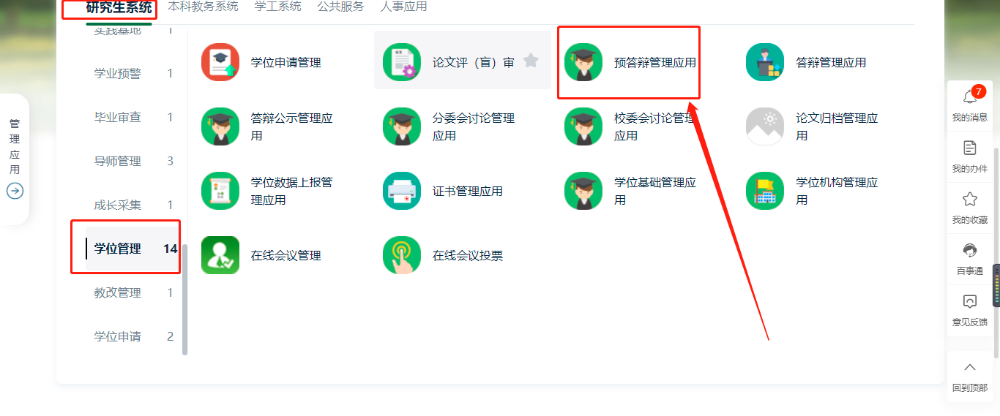 研究生系统
本科教务系统
学工系统
公共服务
人事应用
实践基地
1
学业预警
1
毕业审查
1
导师管理
3
成长采集
1
学位管理
14
教改管理
1
学位申请
2
学位申请管理
论文评（盲）审
预答辩管理应用
答辩管理应用
答辩公示管理应
用
分委会讨论管理
应用
校委会讨论管理
应用
论文归档管理应
用
学位数据上报管
理应用
证书管理应用
学位基础管理应
用
学位机构管理应
用
在线会议管理
在线会议投票
管
理
应
用
7
我的消息
我的办件
我的收藏
百事通
意见反馈
回到顶部